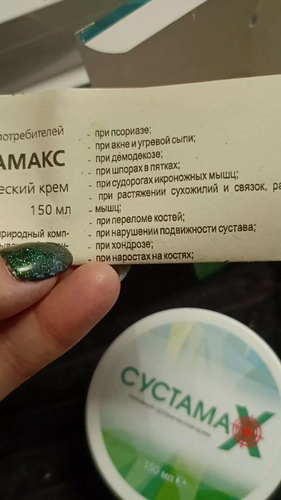 потребителей
АМАКС
еский крем
150 мл
природный комп-
- при псориазе;
- при акне и угревой сыпи;
- при демодекозе;
- при шпорах в пятках;
- при судорогах икроножных мышц;
- при растяжении сухожилий и связок, ра
- мышц;
- при переломе костей;
- при нарушении подвижности сустава;
- при хондрозе;
- при наростах на костях;
СУСТАМАХ
150 мл e